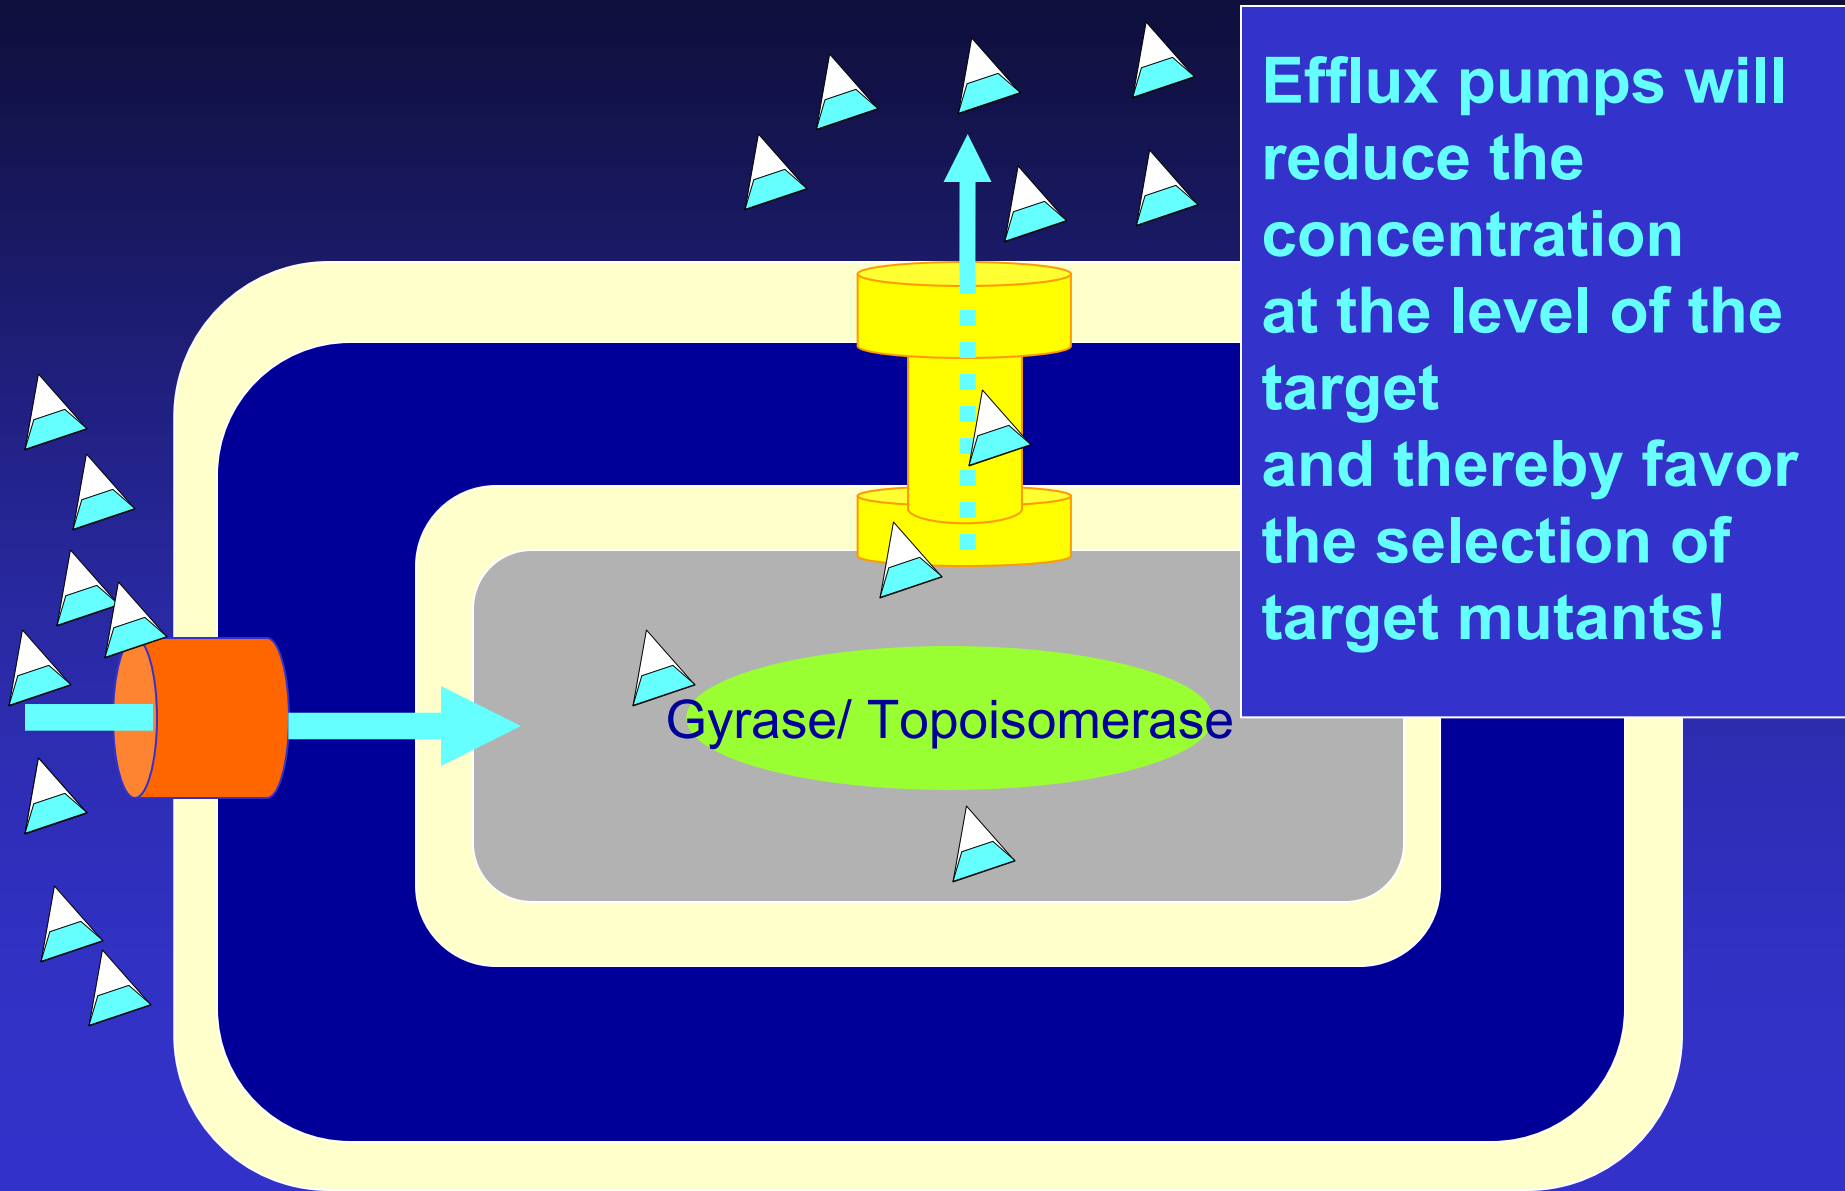 Efflux pumps will
reduce the
concentration
at the level of the
target
and thereby favor
the selection of
target mutants!
Gyrase/ Topoisomerase